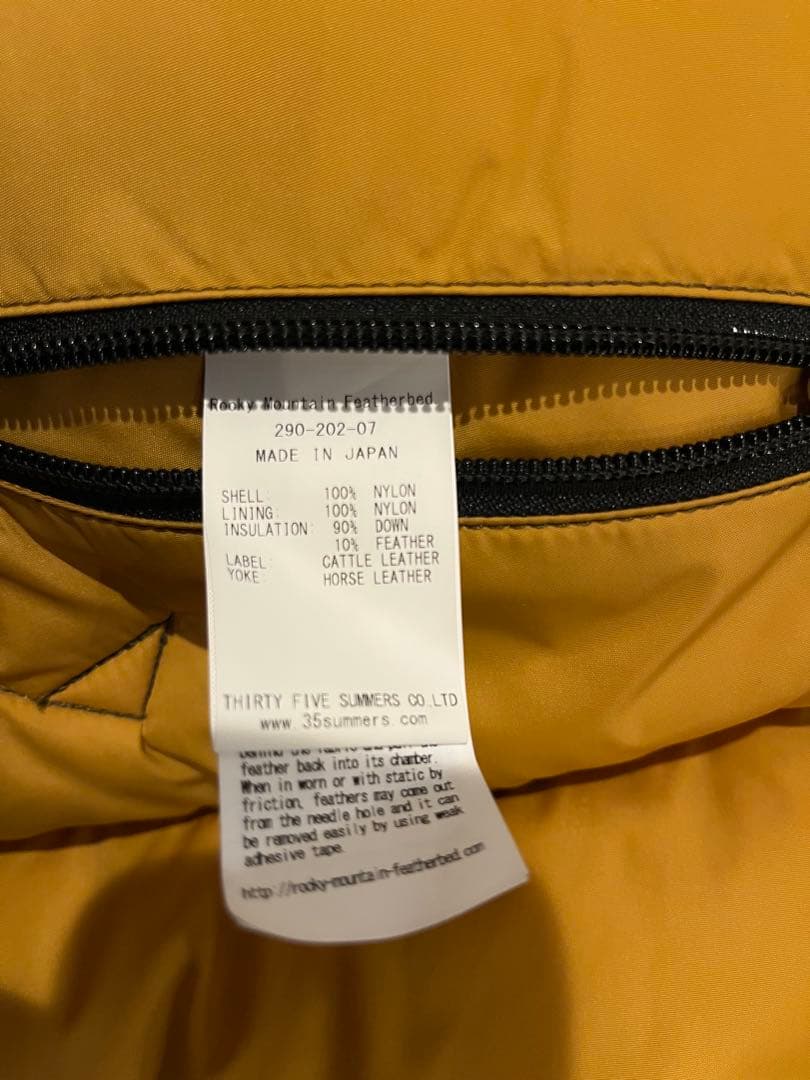 Rocky Mountain Featherbed
290-202-07
MADE IN JAPAN
SHELL: 100% NYLON
LINING: 100% NYLON
INSULATION: 90% DOWN
10% FEATHER
LABEL: CATTLE LEATHER
YOKE: HORSE LEATHER
THIRTY FIVE SUMMERS CO.,LTD
www.35summers.com
behind the fabric
feather back into its chamber.
When in worn or with static by
friction, feathers may come out
from the needle hole and it can
be removed easily by using weak
adhesive tape.
http://rocky-mountain-featherbed.com